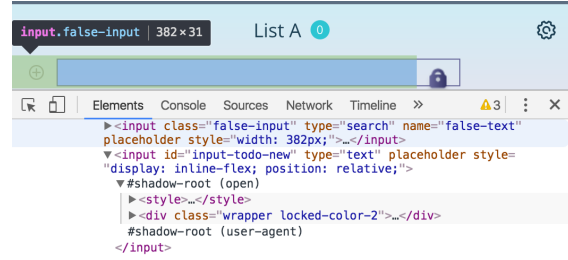 input.false-input | 382×31
List A 0
Elements Console Sources Network Timeline » 3
▶<input class="false-input" type="search" name="false-text"
placeholder style="width: 382px;">…</input>
▼<input id="input-todo-new" type="text" placeholder style=
"display: inline-flex; position: relative;">
▼#shadow-root (open)
▶<style>…</style>
▶<div class="wrapper locked-color-2">…</div>
#shadow-root (user-agent)
</input>